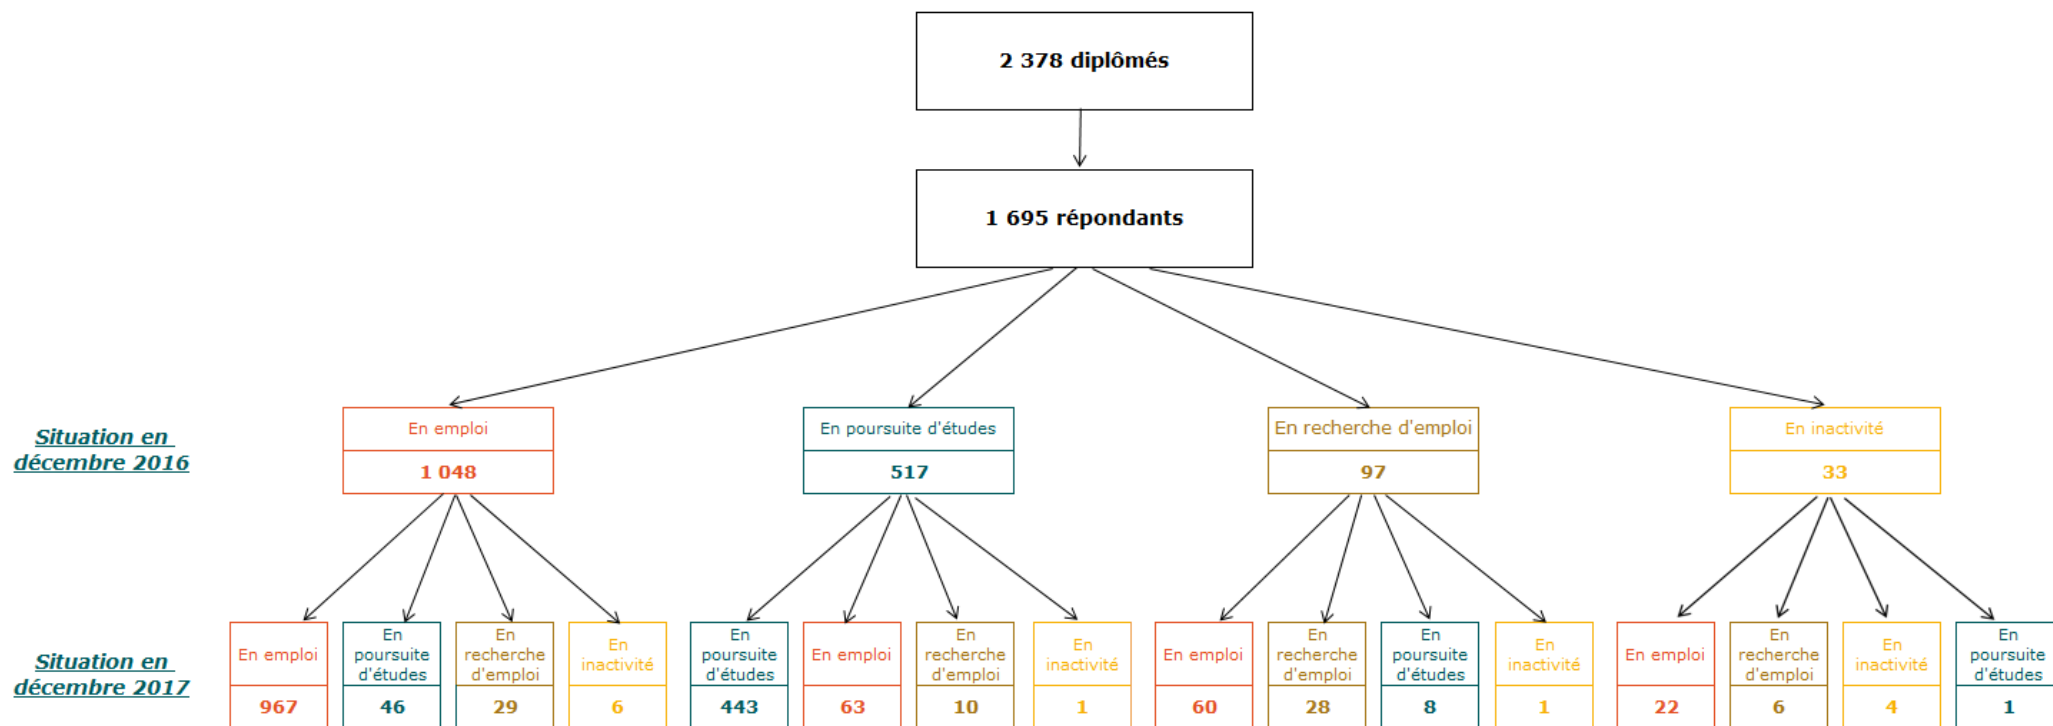 2 378 diplômés
1 695 répondants
Situation en
décembre 2016
En emploi
1 048
En poursuite d'études
517
En recherche d'emploi
97
En inactivité
33
Situation en
décembre 2017
En emploi
967
En
poursuite
d'études
46
En
recherche
d'emploi
29
En
inactivité
6
En
poursuite
d'études
443
En emploi
63
En
recherche
d'emploi
10
En
inactivité
1
En emploi
60
En
recherche
d'emploi
28
En
poursuite
d'études
8
En
inactivité
1
En emploi
22
En
recherche
d'emploi
6
En
inactivité
4
En
poursuite
d'études
1